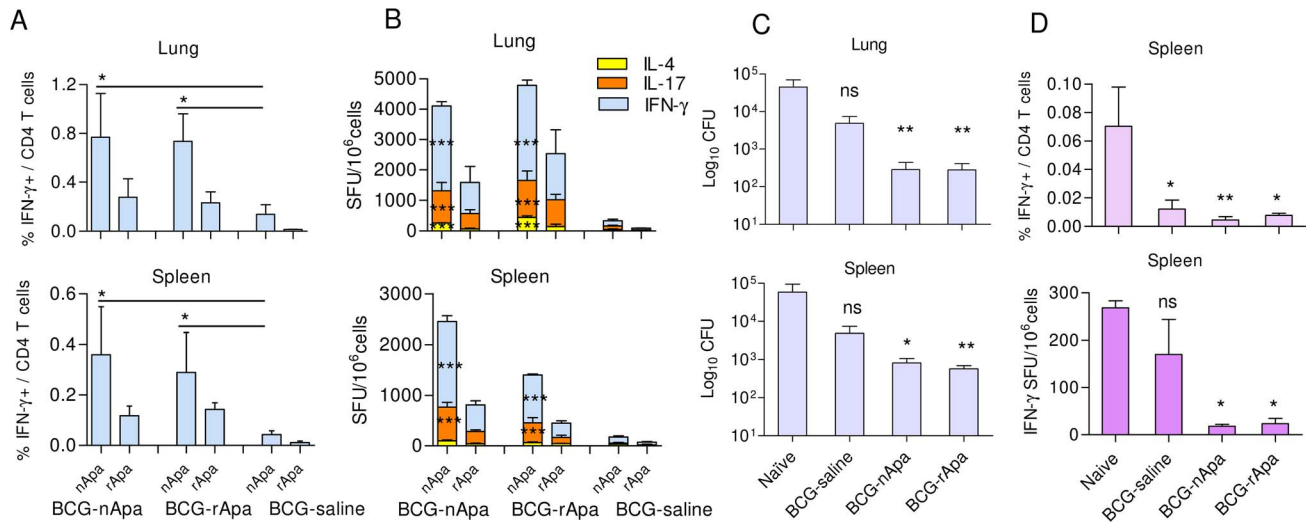 A
Lung
% IFN-γ+ / CD4 T cells
1.2
0.8
0.4
0.0
*
*
Spleen
% IFN-γ+ / CD4 T cells
0.6
0.4
0.2
0.0
*
*
nApa rApa nApa rApa nApa rApa
BCG-nApa BCG-rApa BCG-saline
B
Lung
IL-4
IL-17
IFN-γ
SFU/10⁶cells
5000
4000
3000
2000
1000
0
*** ***
*** ***
*** ***
Spleen
SFU/10⁶cells
3000
2000
1000
0
*** ***
*** ***
nApa rApa nApa rApa nApa rApa
BCG-nApa BCG-rApa BCG-saline
C
Lung
Log₁₀ CFU
10⁵
10⁴
10³
10²
10¹
ns ** **
Spleen
Log₁₀ CFU
10⁵
10⁴
10³
10²
10¹
ns * **
Naïve BCG-saline BCG-nApa BCG-rApa
D
Spleen
% IFN-γ+ / CD4 T cells
0.10
0.08
0.06
0.04
0.02
0.00
* ** *
Spleen
IFN-γ SFU/10⁶cells
300
200
100
0
ns * *
Naïve BCG-saline BCG-nApa BCG-rApa